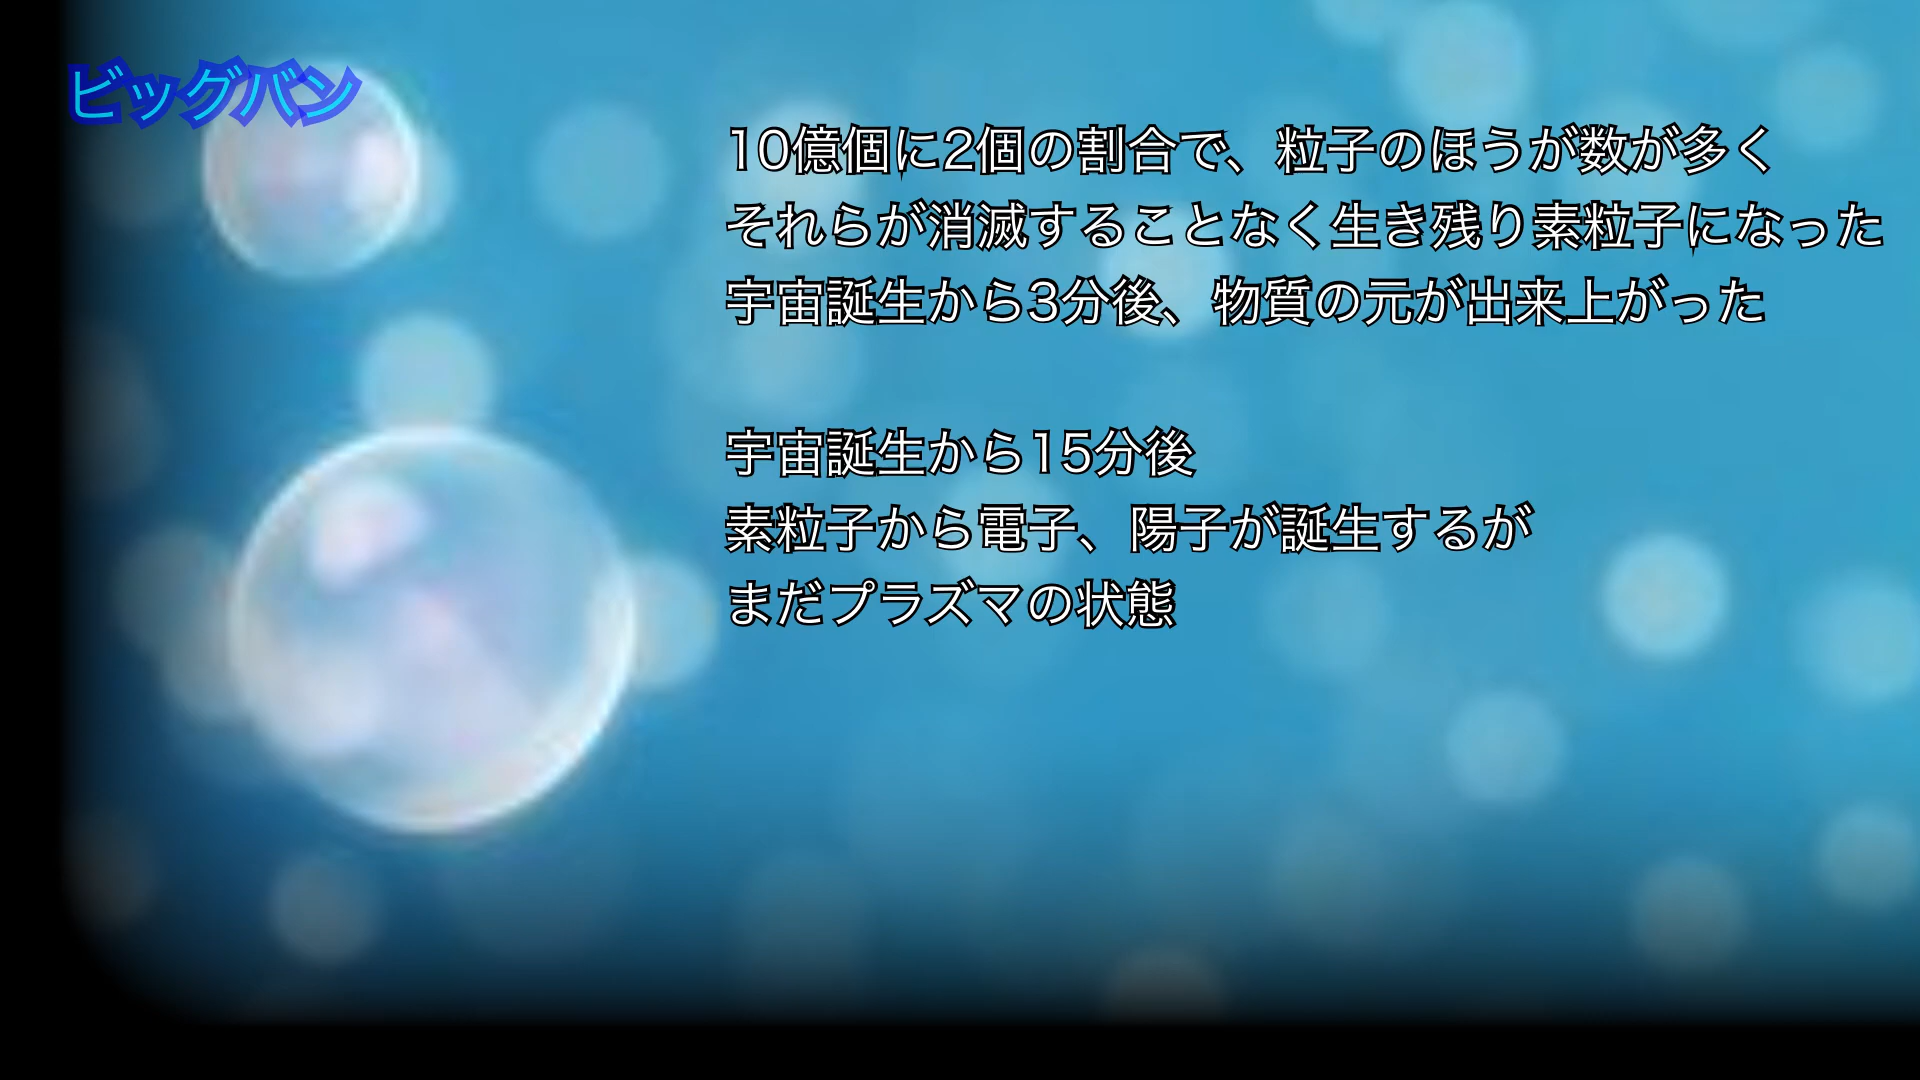 ビッグバン
10億個に2個の割合で、粒子のほうが数が多く
それらが消滅することなく生き残り素粒子になった
宇宙誕生から3分後、物質の元が出来上がった
宇宙誕生から15分後
素粒子から電子、陽子が誕生するが
まだプラズマの状態